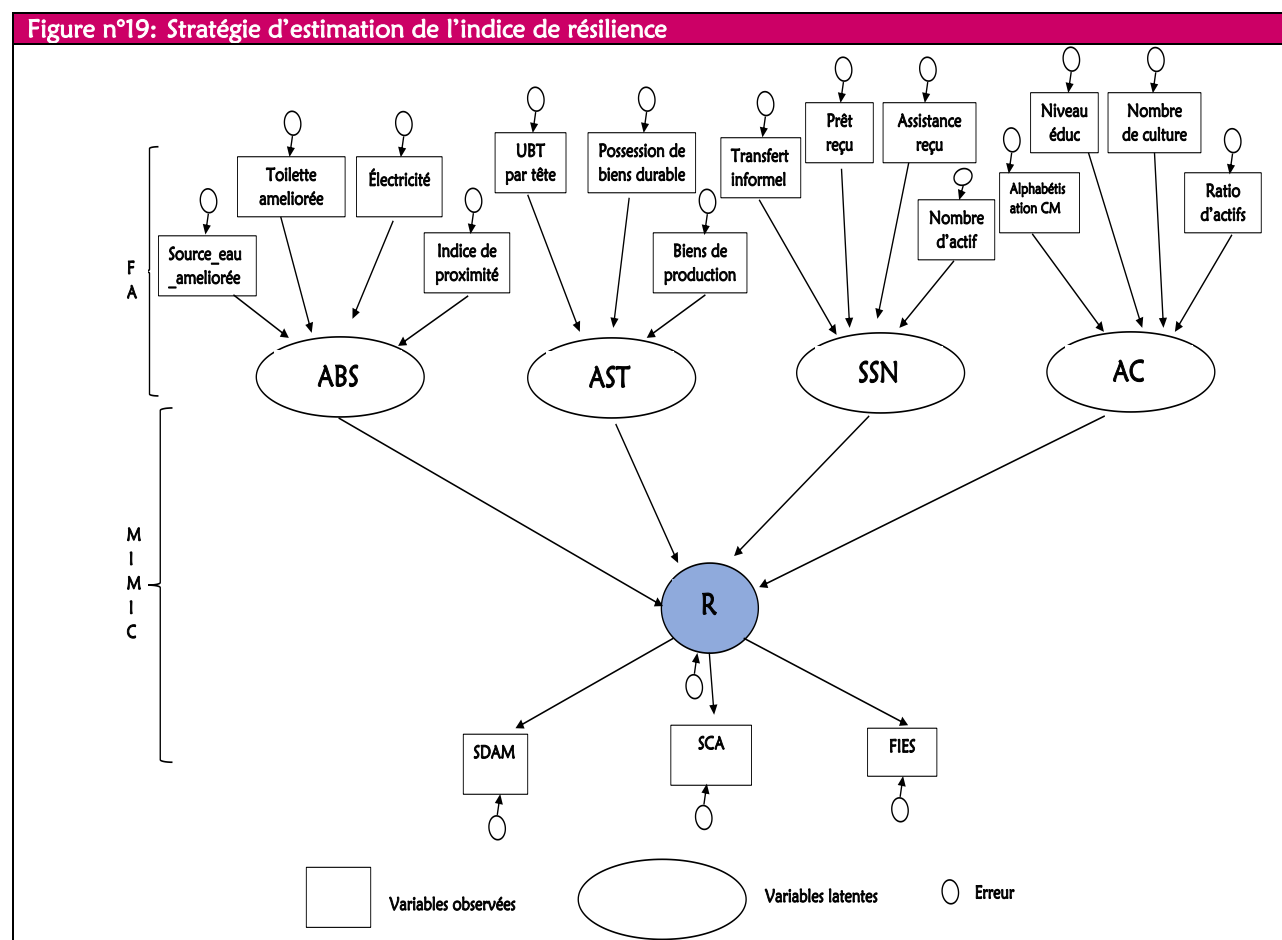 Figure n°19: Stratégie d'estimation de l'indice de résilience
Source_eau
_ameliorée
Toilette
ameliorée
Électricité
Indice de
proximité
UBT
par tête
Possession de
biens durable
Biens de
production
Transfert
informel
Prêt
reçu
Assistance
reçu
Nombre
d'actif
Alphabétis
ation CM
Niveau
éduc
Nombre
de culture
Ratio
d'actifs
F
A
ABS
AST
SSN
AC
M
I
M
I
C
R
SDAM
SCA
FIES
Variables observées
Variables latentes
Erreur